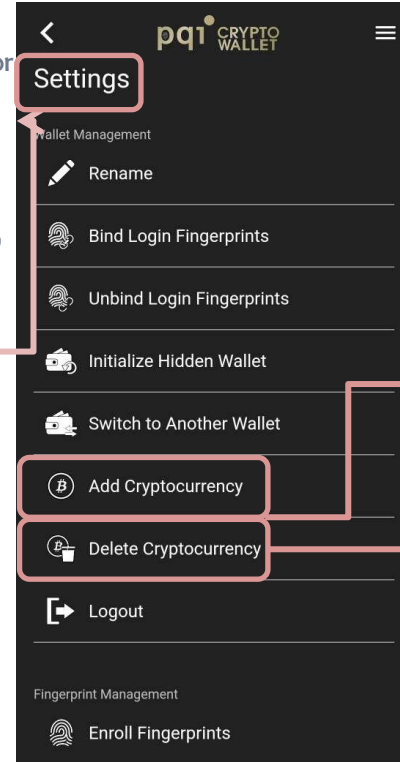 pqi CRYPTO
WALLET
or
Settings
Wallet Management
Rename
Bind Login Fingerprints
Unbind Login Fingerprints
Initialize Hidden Wallet
Switch to Another Wallet
Add Cryptocurrency
Delete Cryptocurrency
Logout
Fingerprint Management
Enroll Fingerprints